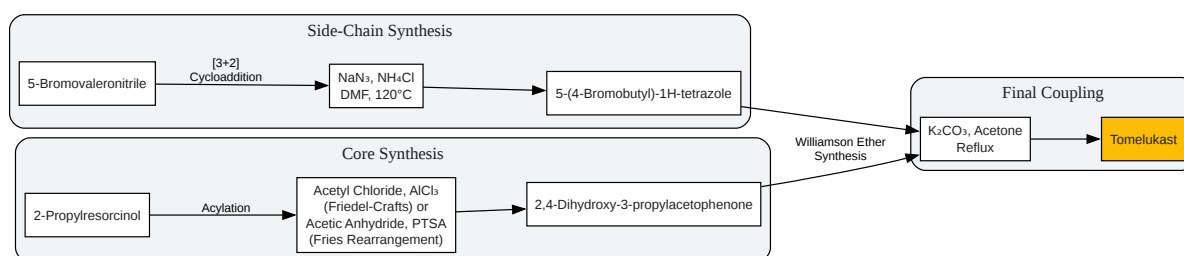 Side-Chain Synthesis
5-Bromovaleronitrile
[3+2]
Cycloaddition
NaN₃, NH₄Cl
DMF, 120°C
5-(4-Bromobutyl)-1H-tetrazole
Core Synthesis
2-Propylresorcinol
Acylation
Acetyl Chloride, AlCl₃
(Friedel-Crafts) or
Acetic Anhydride, PTSA
(Fries Rearrangement)
2,4-Dihydroxy-3-propylacetophenone
Williamson Ether
Synthesis
Final Coupling
K₂CO₃, Acetone
Reflux
Tomelukast